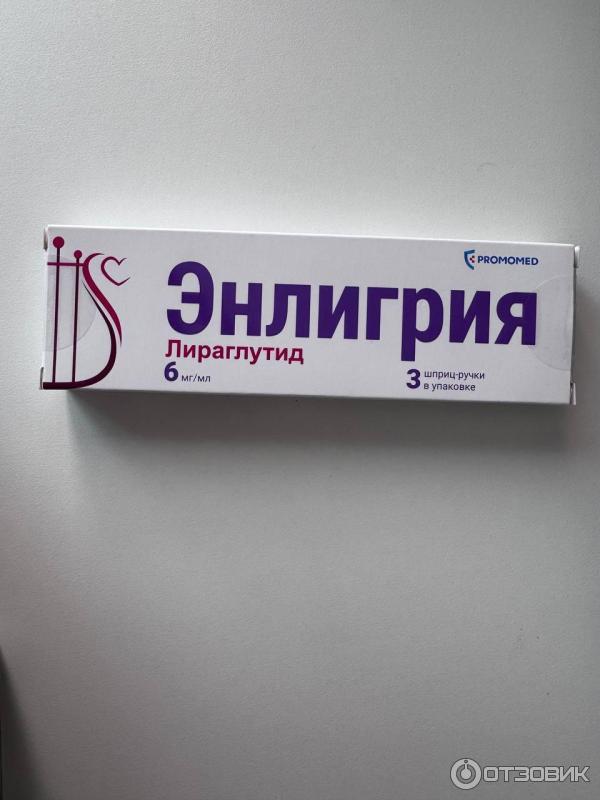 PROMOMED
Энлигрия
Лираглутид
6 мг/мл
3 шприц-ручки
в упаковке
ОТЗОВИК